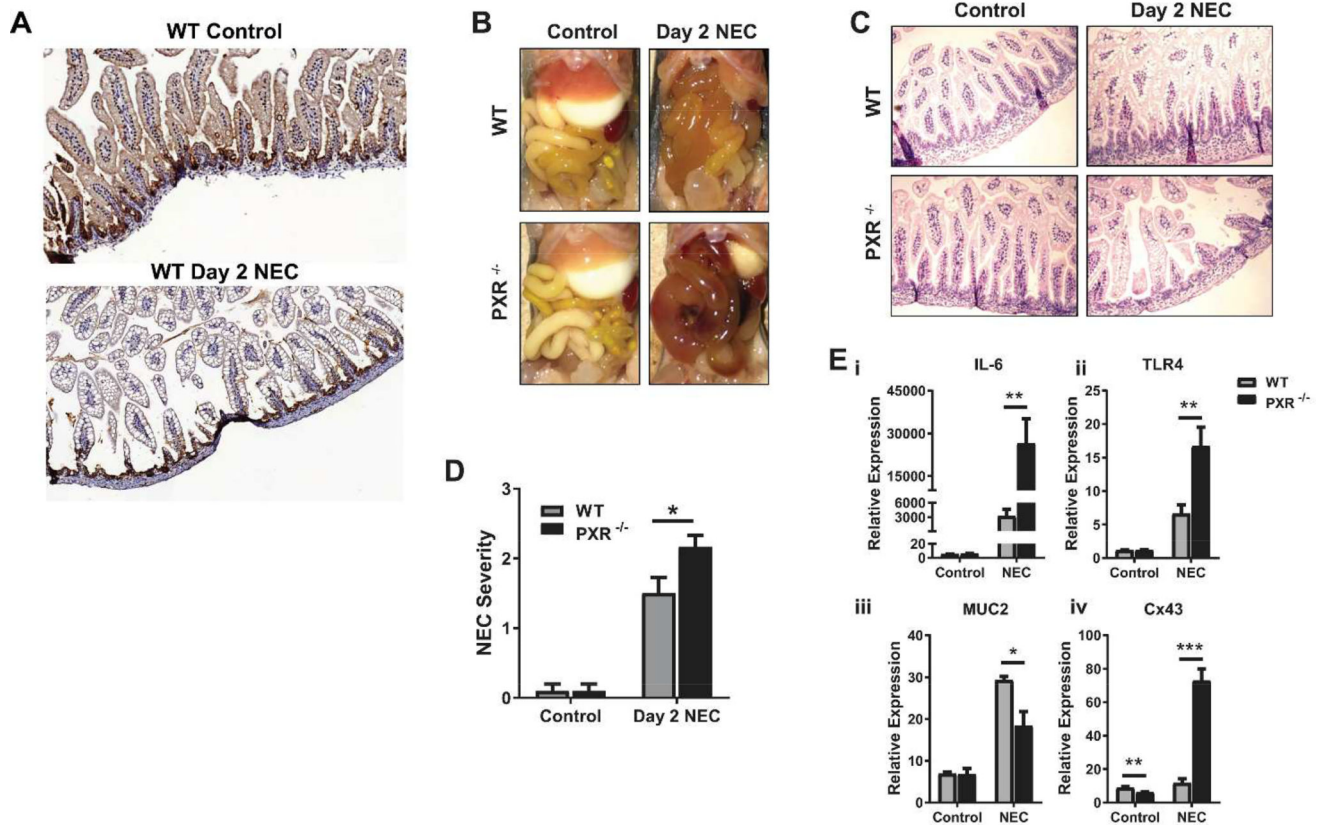 A
WT Control
WT Day 2 NEC
B
Control Day 2 NEC
WT
PXR -/-
C
Control Day 2 NEC
WT
PXR -/-
D
NEC Severity
3
2
1
0
WT
PXR -/-
*
Control Day 2 NEC
E
i
IL-6
Relative Expression
45000
30000
15000
6000
3000
20
0
**
Control NEC
ii
TLR4
Relative Expression
25
20
15
10
5
0
**
Control NEC
WT
PXR -/-
iii
MUC2
Relative Expression
40
30
20
10
0
*
Control NEC
iv
Cx43
Relative Expression
100
80
60
40
20
0
**
***
Control NEC